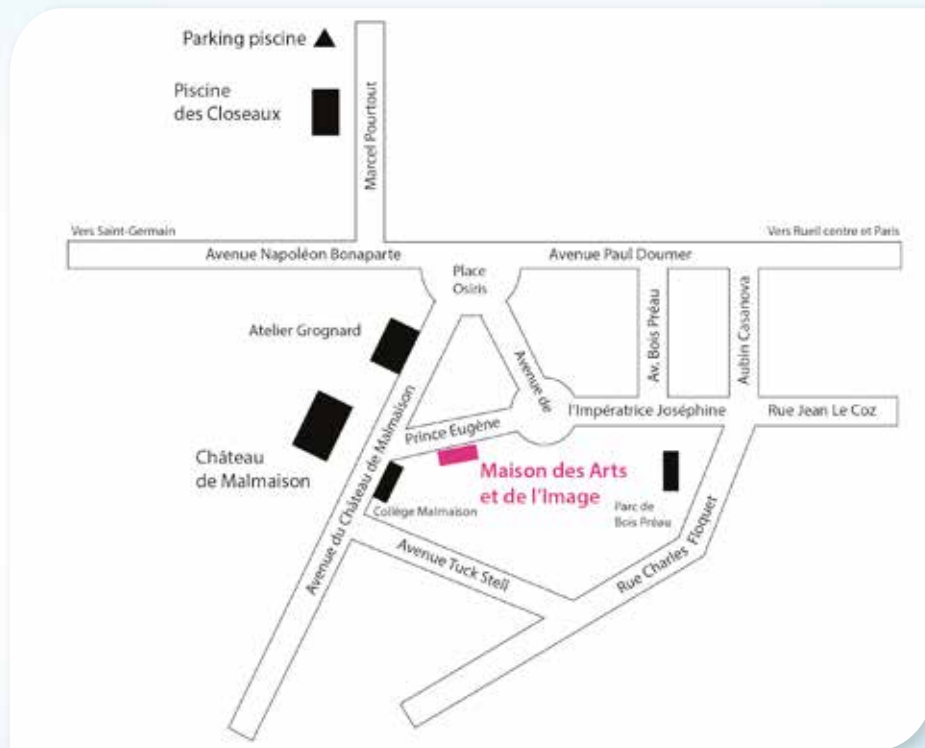 Parking piscine
Piscine
des Closeaux
Marcel Pourtout
Vers Saint-Germain
Vers Rueil centre et Paris
Avenue Napoléon Bonaparte
Avenue Paul Doumer
Place
Osiris
Atelier Grognard
Av. Bois Préau
Aubin Casanova
Avenue de
l'Impératrice Joséphine
Rue Jean Le Coz
Prince Eugène
Château
de Malmaison
Avenue du Château de Malmaison
Maison des Arts
et de l'Image
Collège Malmaison
Parc de
Bois Préau
Avenue Tuck Stell
Rue Charles Floquet